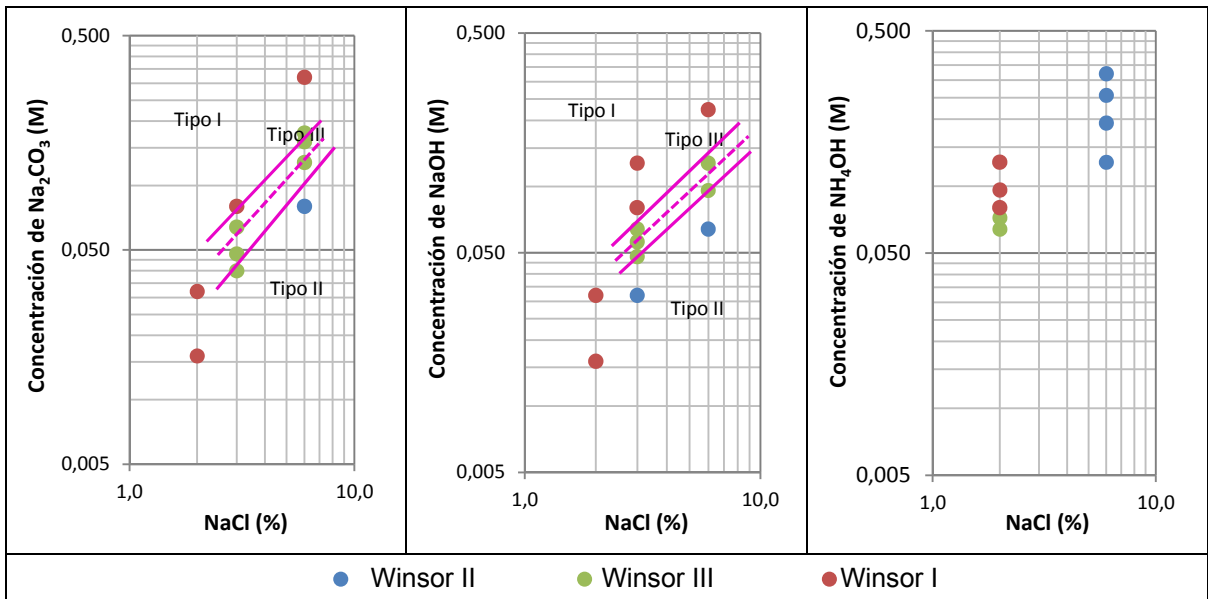 Concentración de Na₂CO₃ (M)
0,500
0,050
0,005
Tipo I
Tipo III
Tipo II
1,0
10,0
NaCl (%)
Concentración de NaOH (M)
0,500
0,050
0,005
Tipo I
Tipo III
Tipo II
1,0
10,0
NaCl (%)
Concentración de NH₄OH (M)
0,500
0,050
0,005
1,0
10,0
NaCl (%)
Winsor II Winsor III Winsor I